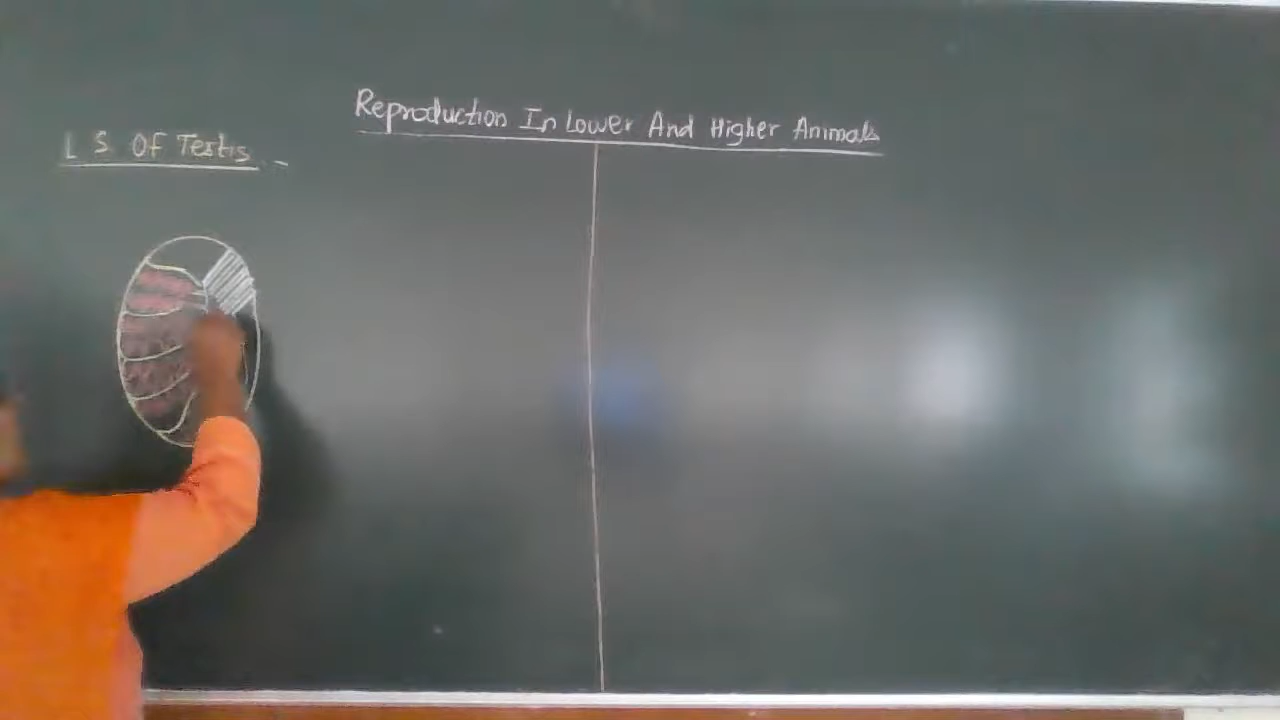 Reproduction In Lower And Higher Animals
L S. Of Testis